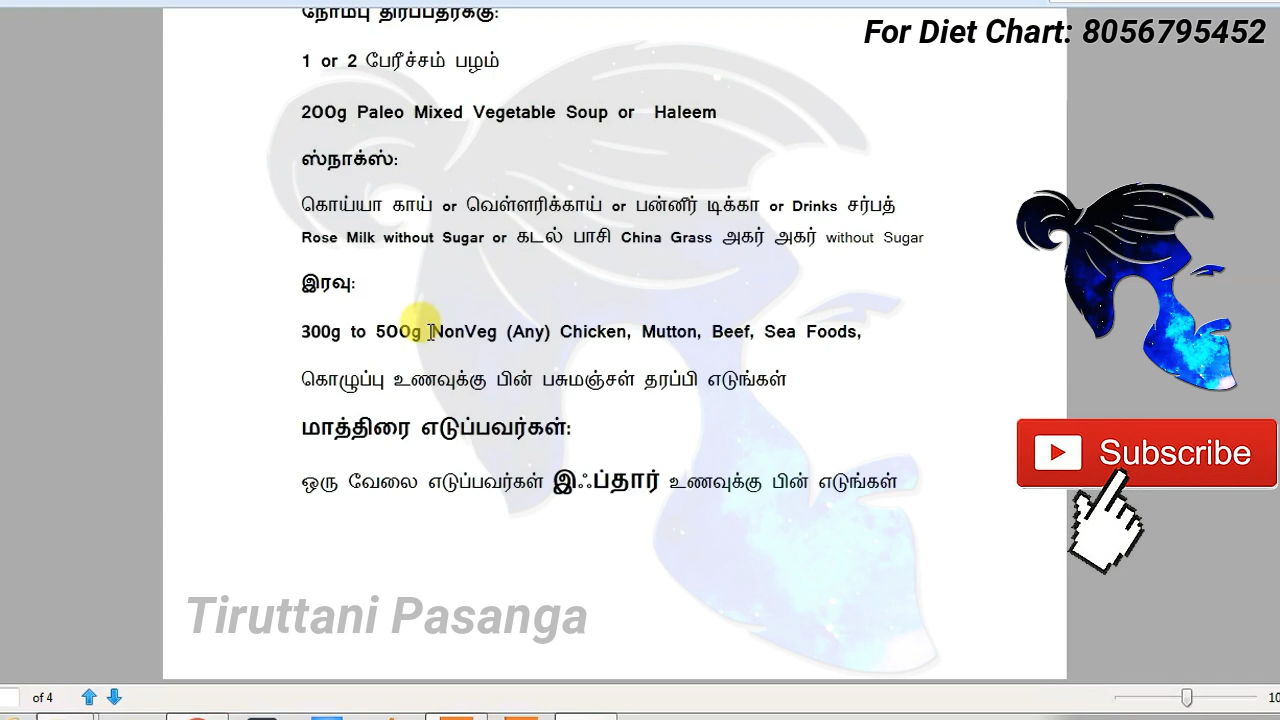 For Diet Chart: 8056795452
நோம்பு திறப்பதற்க்கு:
1 or 2 பேரீச்சம் பழம்
200g Paleo Mixed Vegetable Soup or Haleem
ஸ்நாக்ஸ்:
கொய்யா காய் or வெள்ளரிக்காய் or பன்னீர் டிக்கா or Drinks சர்பத்
Rose Milk without Sugar or கடல் பாசி China Grass அகர் அகர் without Sugar
இரவு:
300g to 500g NonVeg (Any) Chicken, Mutton, Beef, Sea Foods,
கொழுப்பு உணவுக்கு பின் பசுமஞ்சள் தரப்பி எடுங்கள்
மாத்திரை எடுப்பவர்கள்:
ஒரு வேலை எடுப்பவர்கள் இஃப்தார் உணவுக்கு பின் எடுங்கள்
Subscribe
Tiruttani Pasanga
of 4
10